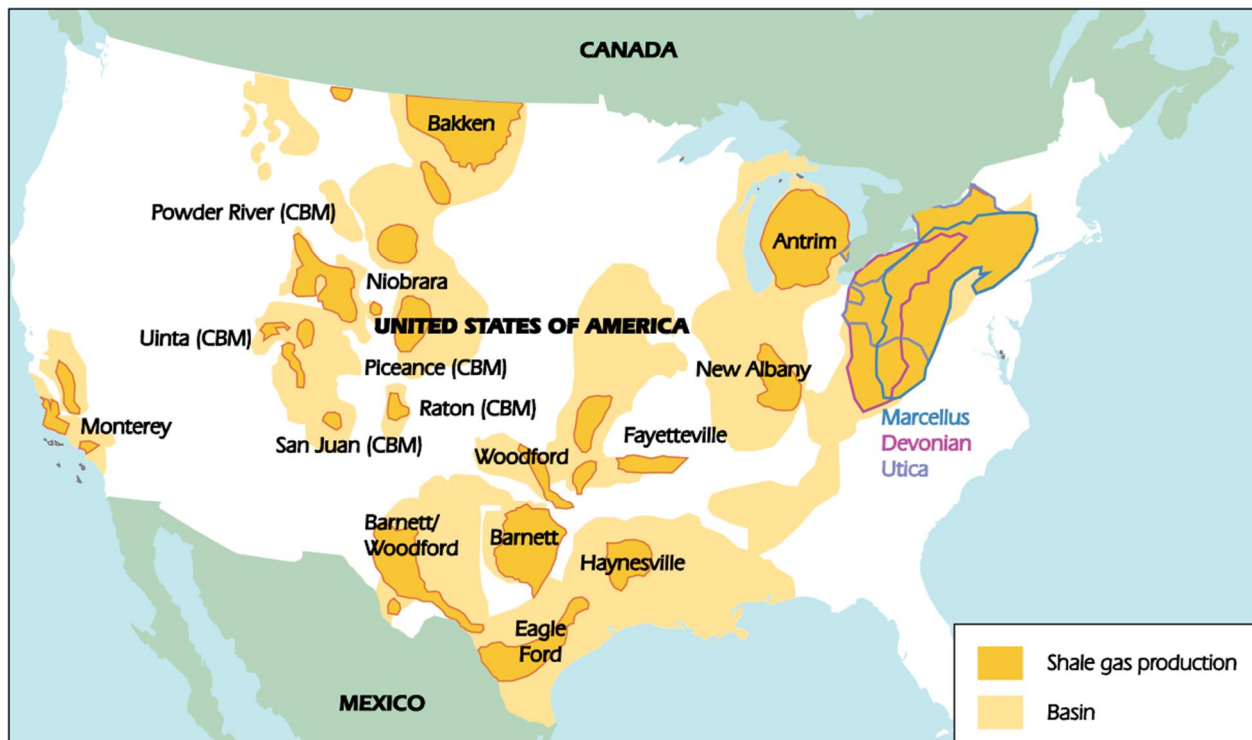 CANADA
Bakken
Powder River (CBM)
Antrim
Niobrara
UNITED STATES OF AMERICA
Uinta (CBM)
Piceance (CBM)
New Albany
Raton (CBM)
Marcellus
Devonian
Utica
Monterey
San Juan (CBM)
Fayetteville
Woodford
Barnett/
Woodford
Barnett
Haynesville
Eagle
Ford
MEXICO
Shale gas production
Basin